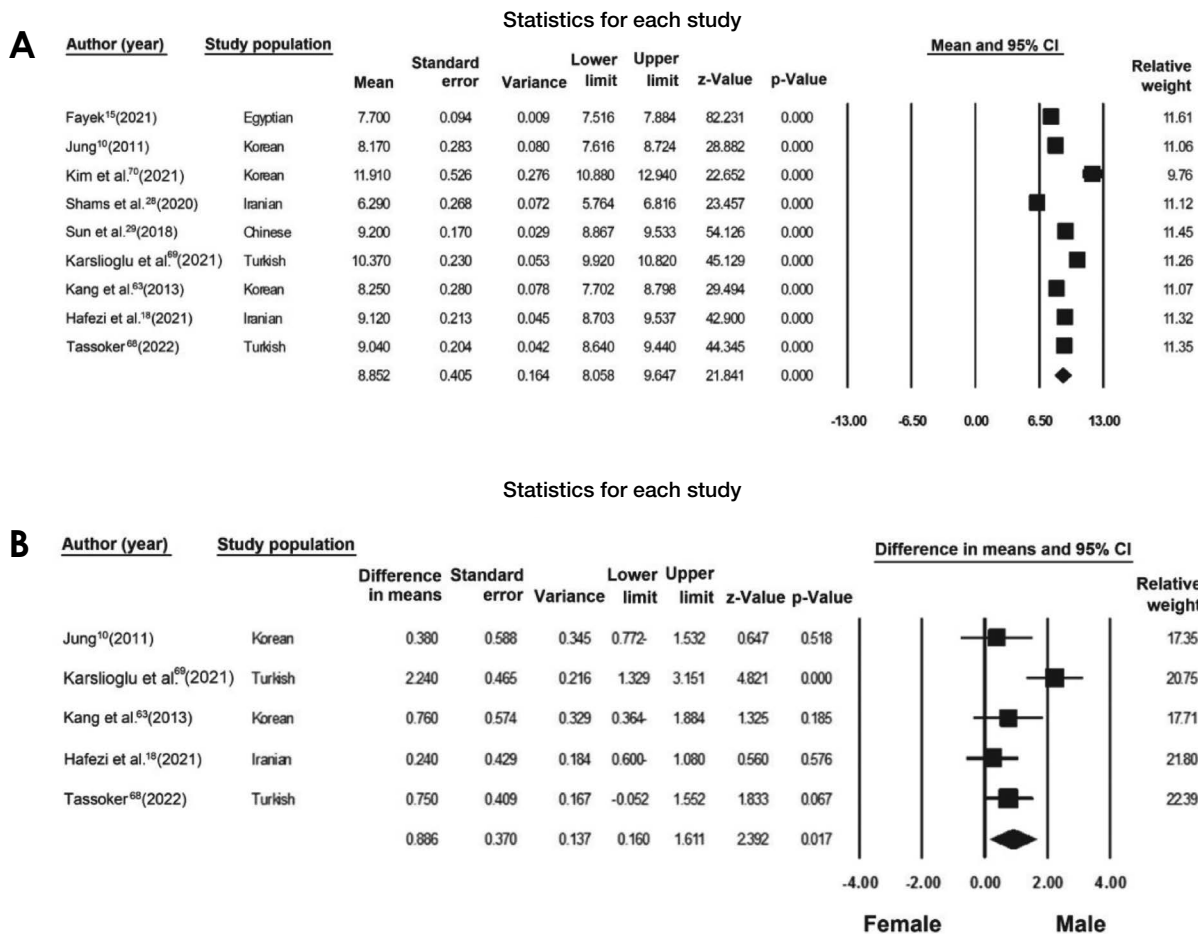 Statistics for each study
A
Author (year) Study population Mean Standard error Variance Lower limit Upper limit z-Value p-Value Mean and 95% CI Relative weight
Fayek¹⁵(2021) Egyptian 7.700 0.094 0.009 7.516 7.884 82.231 0.000 11.61
Jung¹⁰(2011) Korean 8.170 0.283 0.080 7.616 8.724 28.882 0.000 11.06
Kim et al.⁷⁰(2021) Korean 11.910 0.526 0.276 10.880 12.940 22.652 0.000 9.76
Shams et al.²⁸(2020) Iranian 6.290 0.268 0.072 5.764 6.816 23.457 0.000 11.12
Sun et al.²⁹(2018) Chinese 9.200 0.170 0.029 8.867 9.533 54.126 0.000 11.45
Karslioglu et al.⁶⁹(2021) Turkish 10.370 0.230 0.053 9.920 10.820 45.129 0.000 11.26
Kang et al.⁶³(2013) Korean 8.250 0.280 0.078 7.702 8.798 29.494 0.000 11.07
Hafezi et al.¹⁸(2021) Iranian 9.120 0.213 0.045 8.703 9.537 42.900 0.000 11.32
Tassoker⁶⁸(2022) Turkish 9.040 0.204 0.042 8.640 9.440 44.345 0.000 11.35
8.852 0.405 0.164 8.058 9.647 21.841 0.000
-13.00 -6.50 0.00 6.50 13.00
Statistics for each study
B
Author (year) Study population Difference in means Standard error Variance Lower limit Upper limit z-Value p-Value Difference in means and 95% CI Relative weight
Jung¹⁰(2011) Korean 0.380 0.588 0.345 0.772- 1.532 0.647 0.518 17.35
Karslioglu et al.⁶⁹(2021) Turkish 2.240 0.465 0.216 1.329 3.151 4.821 0.000 20.75
Kang et al.⁶³(2013) Korean 0.760 0.574 0.329 0.364- 1.884 1.325 0.185 17.71
Hafezi et al.¹⁸(2021) Iranian 0.240 0.429 0.184 0.600- 1.080 0.560 0.576 21.80
Tassoker⁶⁸(2022) Turkish 0.750 0.409 0.167 -0.052 1.552 1.833 0.067 22.39
0.886 0.370 0.137 0.160 1.611 2.392 0.017
-4.00 -2.00 0.00 2.00 4.00
Female Male